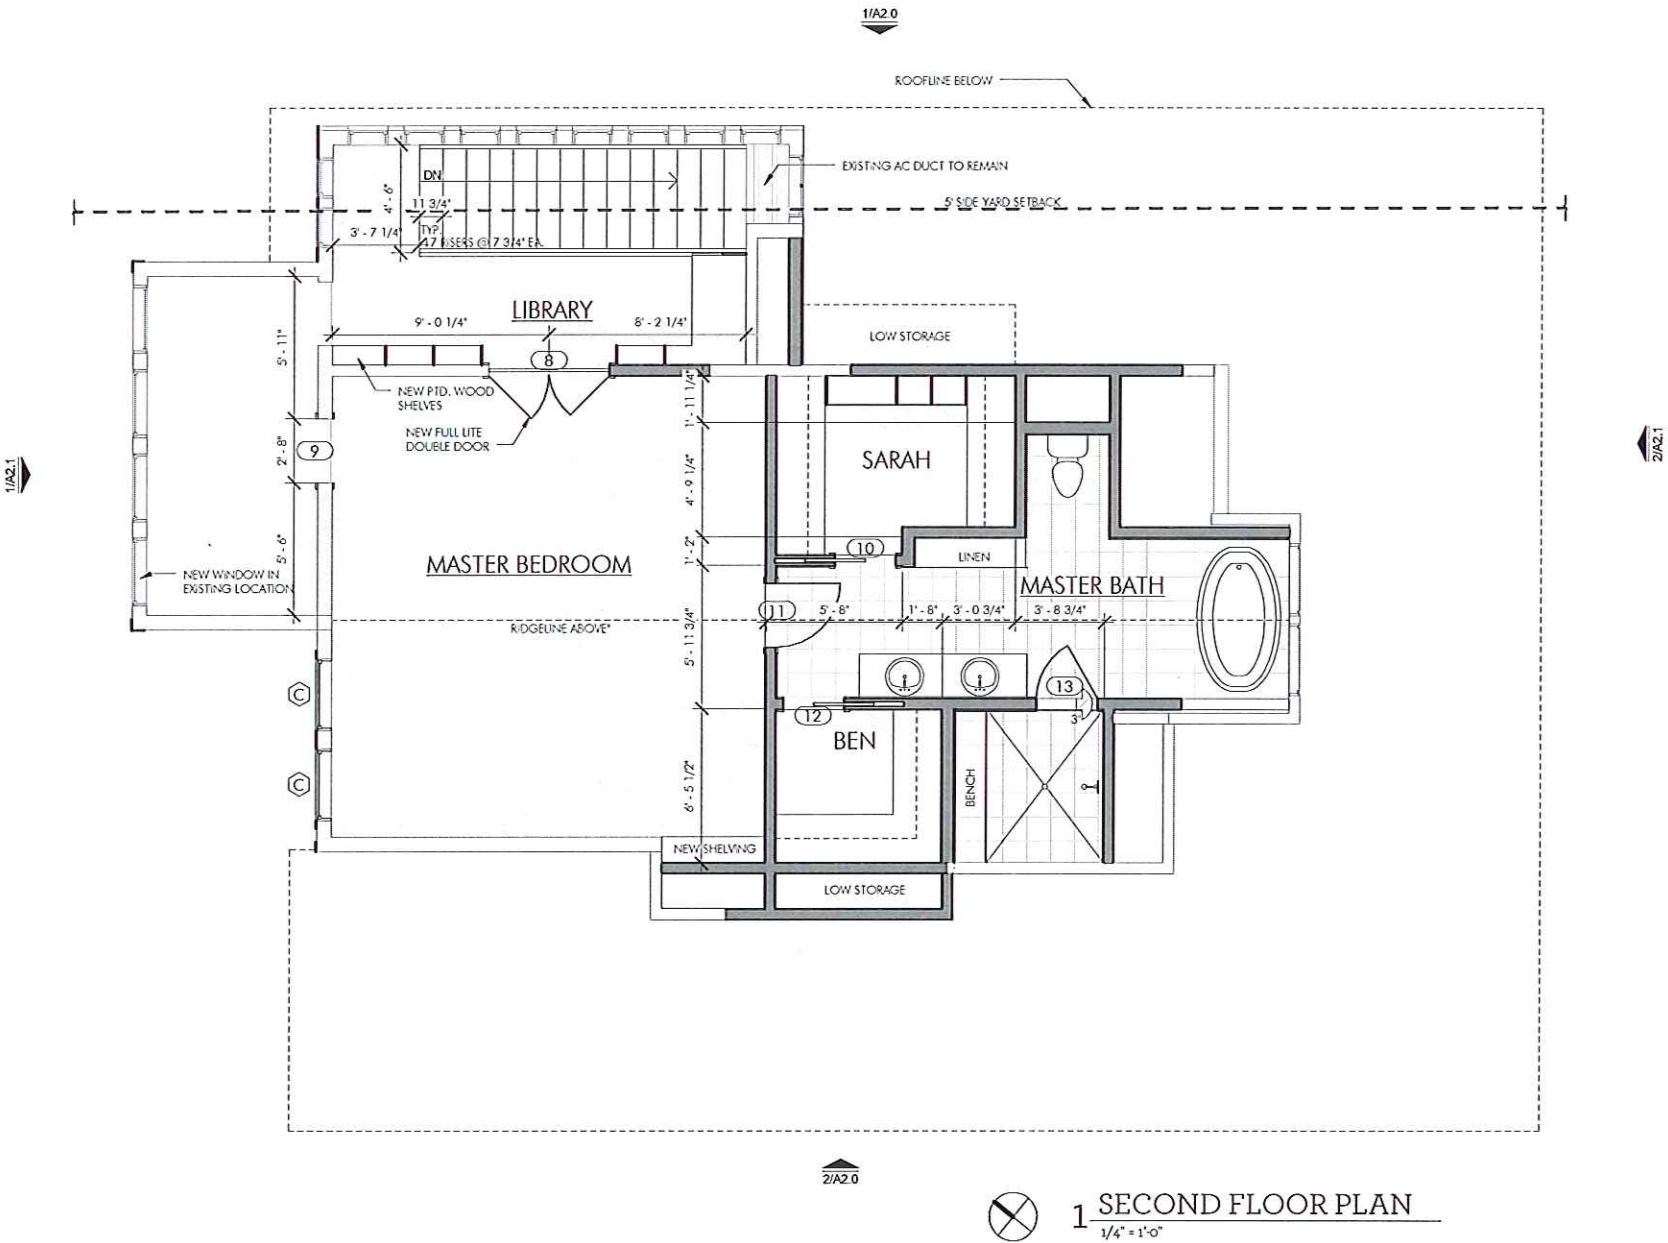 1/A2.0
ROOFLINE BELOW
EXISTING AC DUCT TO REMAIN
5' SIDE YARD SETBACK
DN
4' - 6"
11 3/4"
TYP.
3' - 7 1/4"
17 RISERS @ 7 3/4" EA.
LIBRARY
9' - 0 1/4"
8' - 2 1/4"
LOW STORAGE
8
5' - 11"
NEW PTD. WOOD
SHELVES
1' - 11 1/4"
NEW FULL LITE
DOUBLE DOOR
2' - 8"
9
SARAH
4' - 9 1/4"
1/A2.1
2/A2.1
5' - 6"
1' - 2"
10
LINEN
MASTER BEDROOM
MASTER BATH
NEW WINDOW IN
EXISTING LOCATION
11
5' - 8"
1' - 8"
3' - 0 3/4"
3' - 8 3/4"
RIDGELINE ABOVE*
5' - 11 3/4"
C
13
3"
12
BEN
C
6' - 5 1/2"
BENCH
NEW SHELVING
LOW STORAGE
2/A2.0
1 SECOND FLOOR PLAN
1/4" = 1'-0"